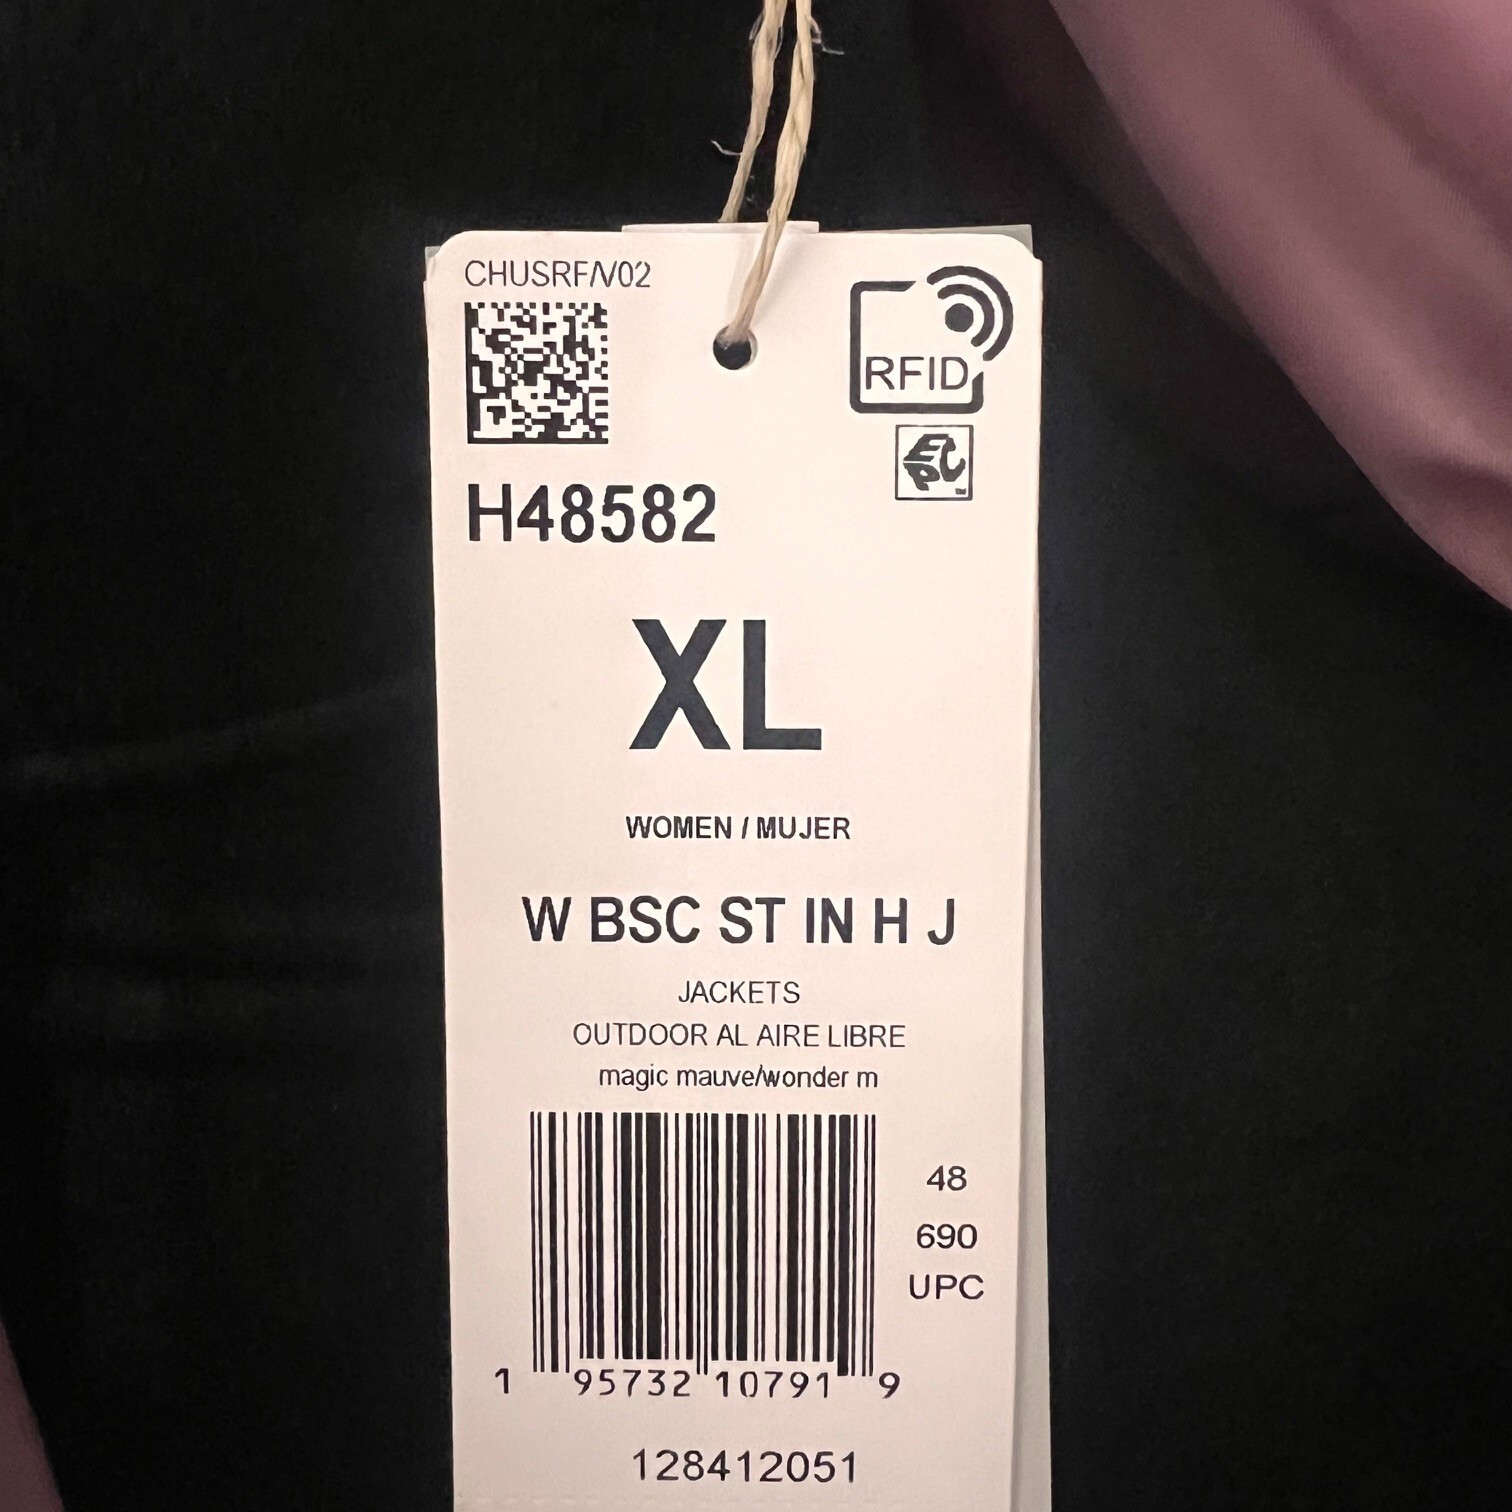 CHUSRF/V02
RFID
EPC
H48582
XL
WOMEN / MUJER
W BSC ST IN H J
JACKETS
OUTDOOR AL AIRE LIBRE
magic mauve/wonder m
48
690
UPC
1 95732 10791 9
128412051